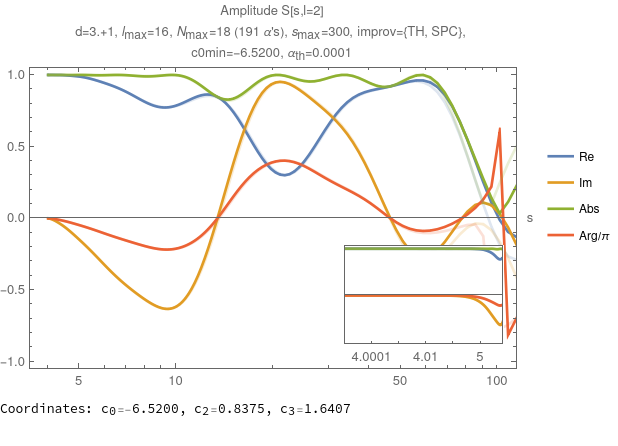 Amplitude S[s,l=2]
d=3.+1, lmax=16, Nmax=18 (191 α's), smax=300, improv={TH, SPC},
c0min=−6.5200, αth=0.0001
1.0
0.5
0.0
−0.5
−1.0
s
Re
Im
Abs
Arg/π
4.0001 4.01 5
5 10 50 100
Coordinates: c0=-6.5200, c2=0.8375, c3=1.6407